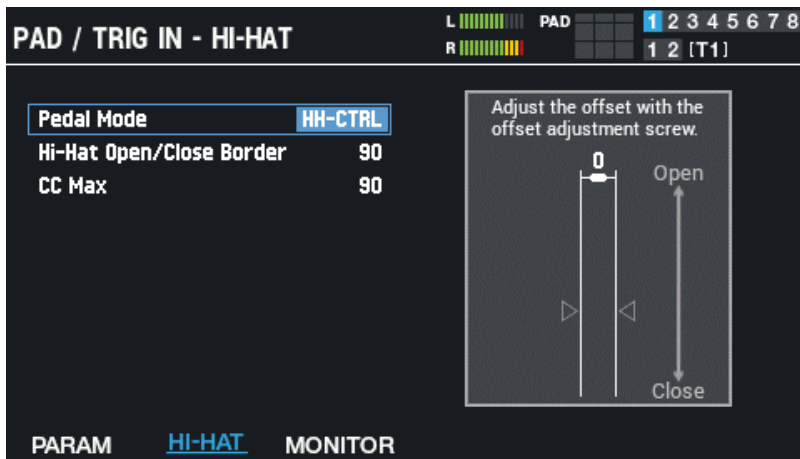 PAD / TRIG IN - HI-HAT
L PAD 1 2 3 4 5 6 7 8
R 1 2 [T1]
Pedal Mode HH-CTRL
Hi-Hat Open/Close Border 90
CC Max 90
Adjust the offset with the
offset adjustment screw.
0
Open
Close
PARAM HI-HAT MONITOR